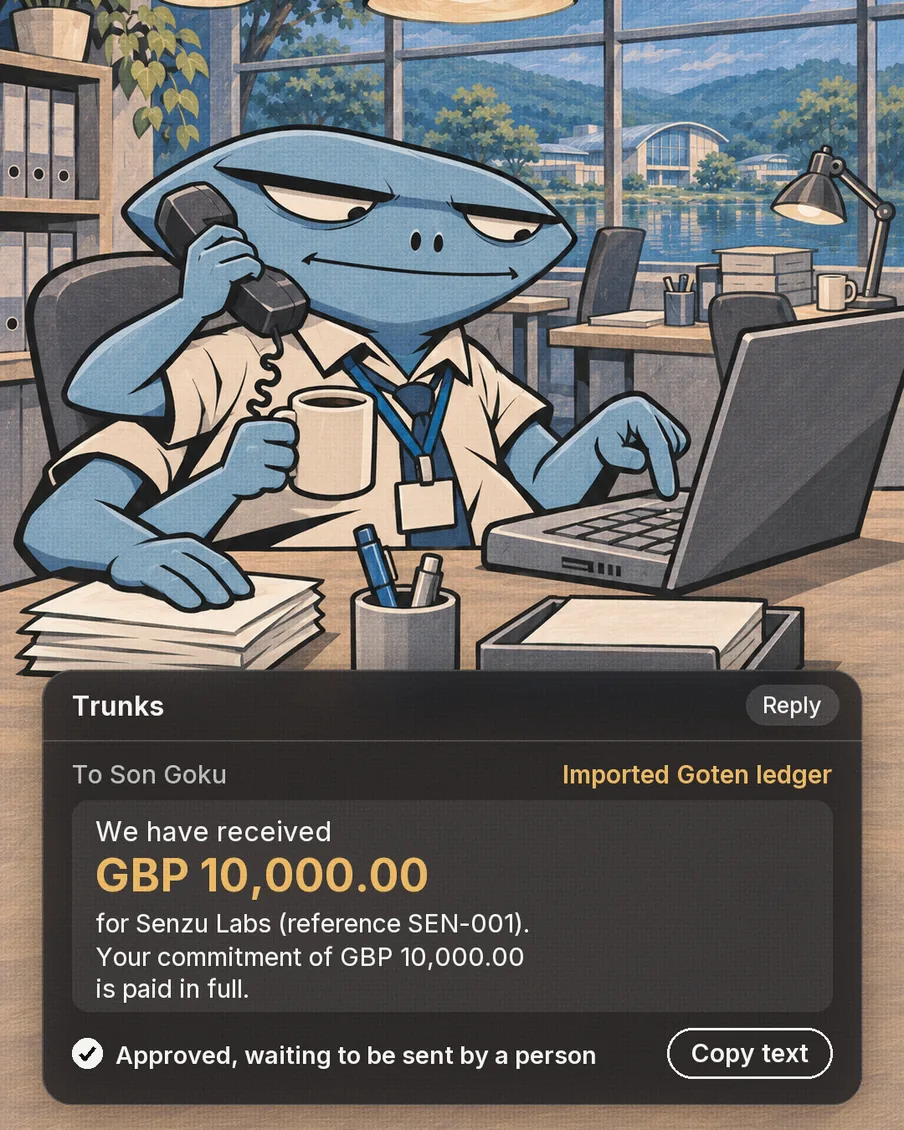 Trunks
Reply
To Son Goku
Imported Goten ledger
We have received
GBP 10,000.00
for Senzu Labs (reference SEN-001).
Your commitment of GBP 10,000.00
is paid in full.
Approved, waiting to be sent by a person
Copy text